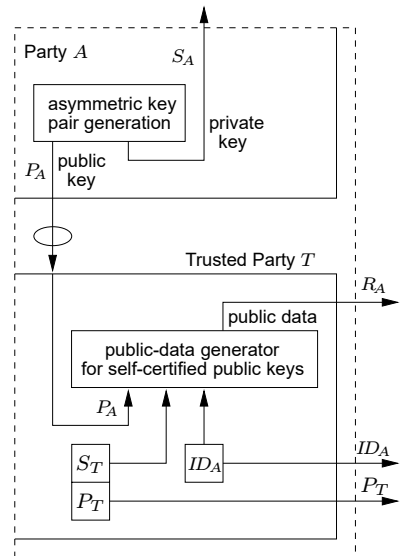 Party A
S_A
asymmetric key
pair generation
private
key
P_A
public
key
Trusted Party T
R_A
public data
public-data generator
for self-certified public keys
P_A
S_T
ID_A
ID_A
P_T
P_T